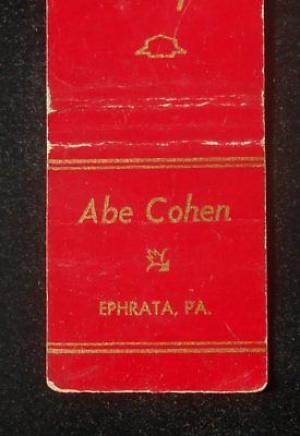 Abe Cohen
EPHRATA, PA.